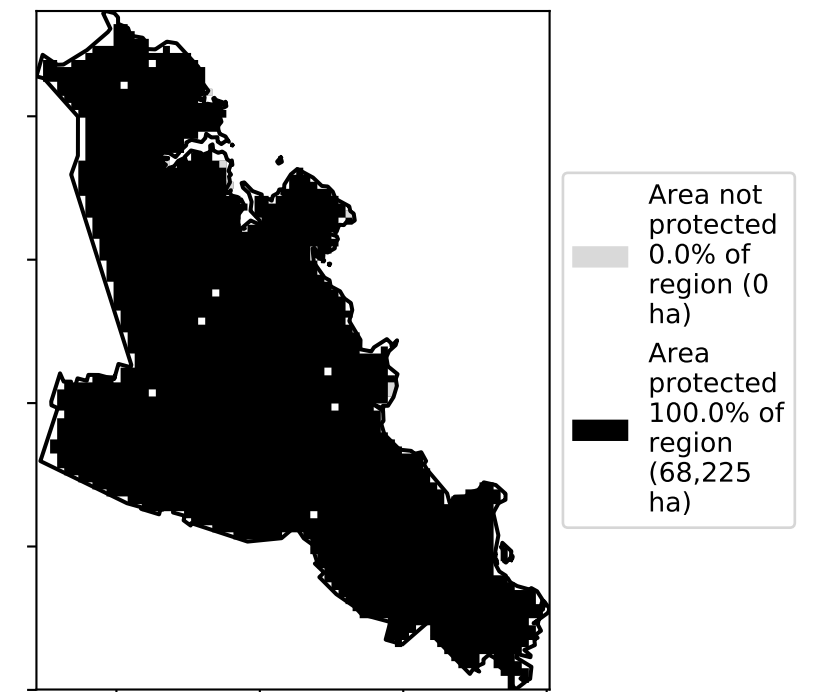 Area not
protected
0.0% of
region (0
ha)
Area
protected
100.0% of
region
(68,225
ha)